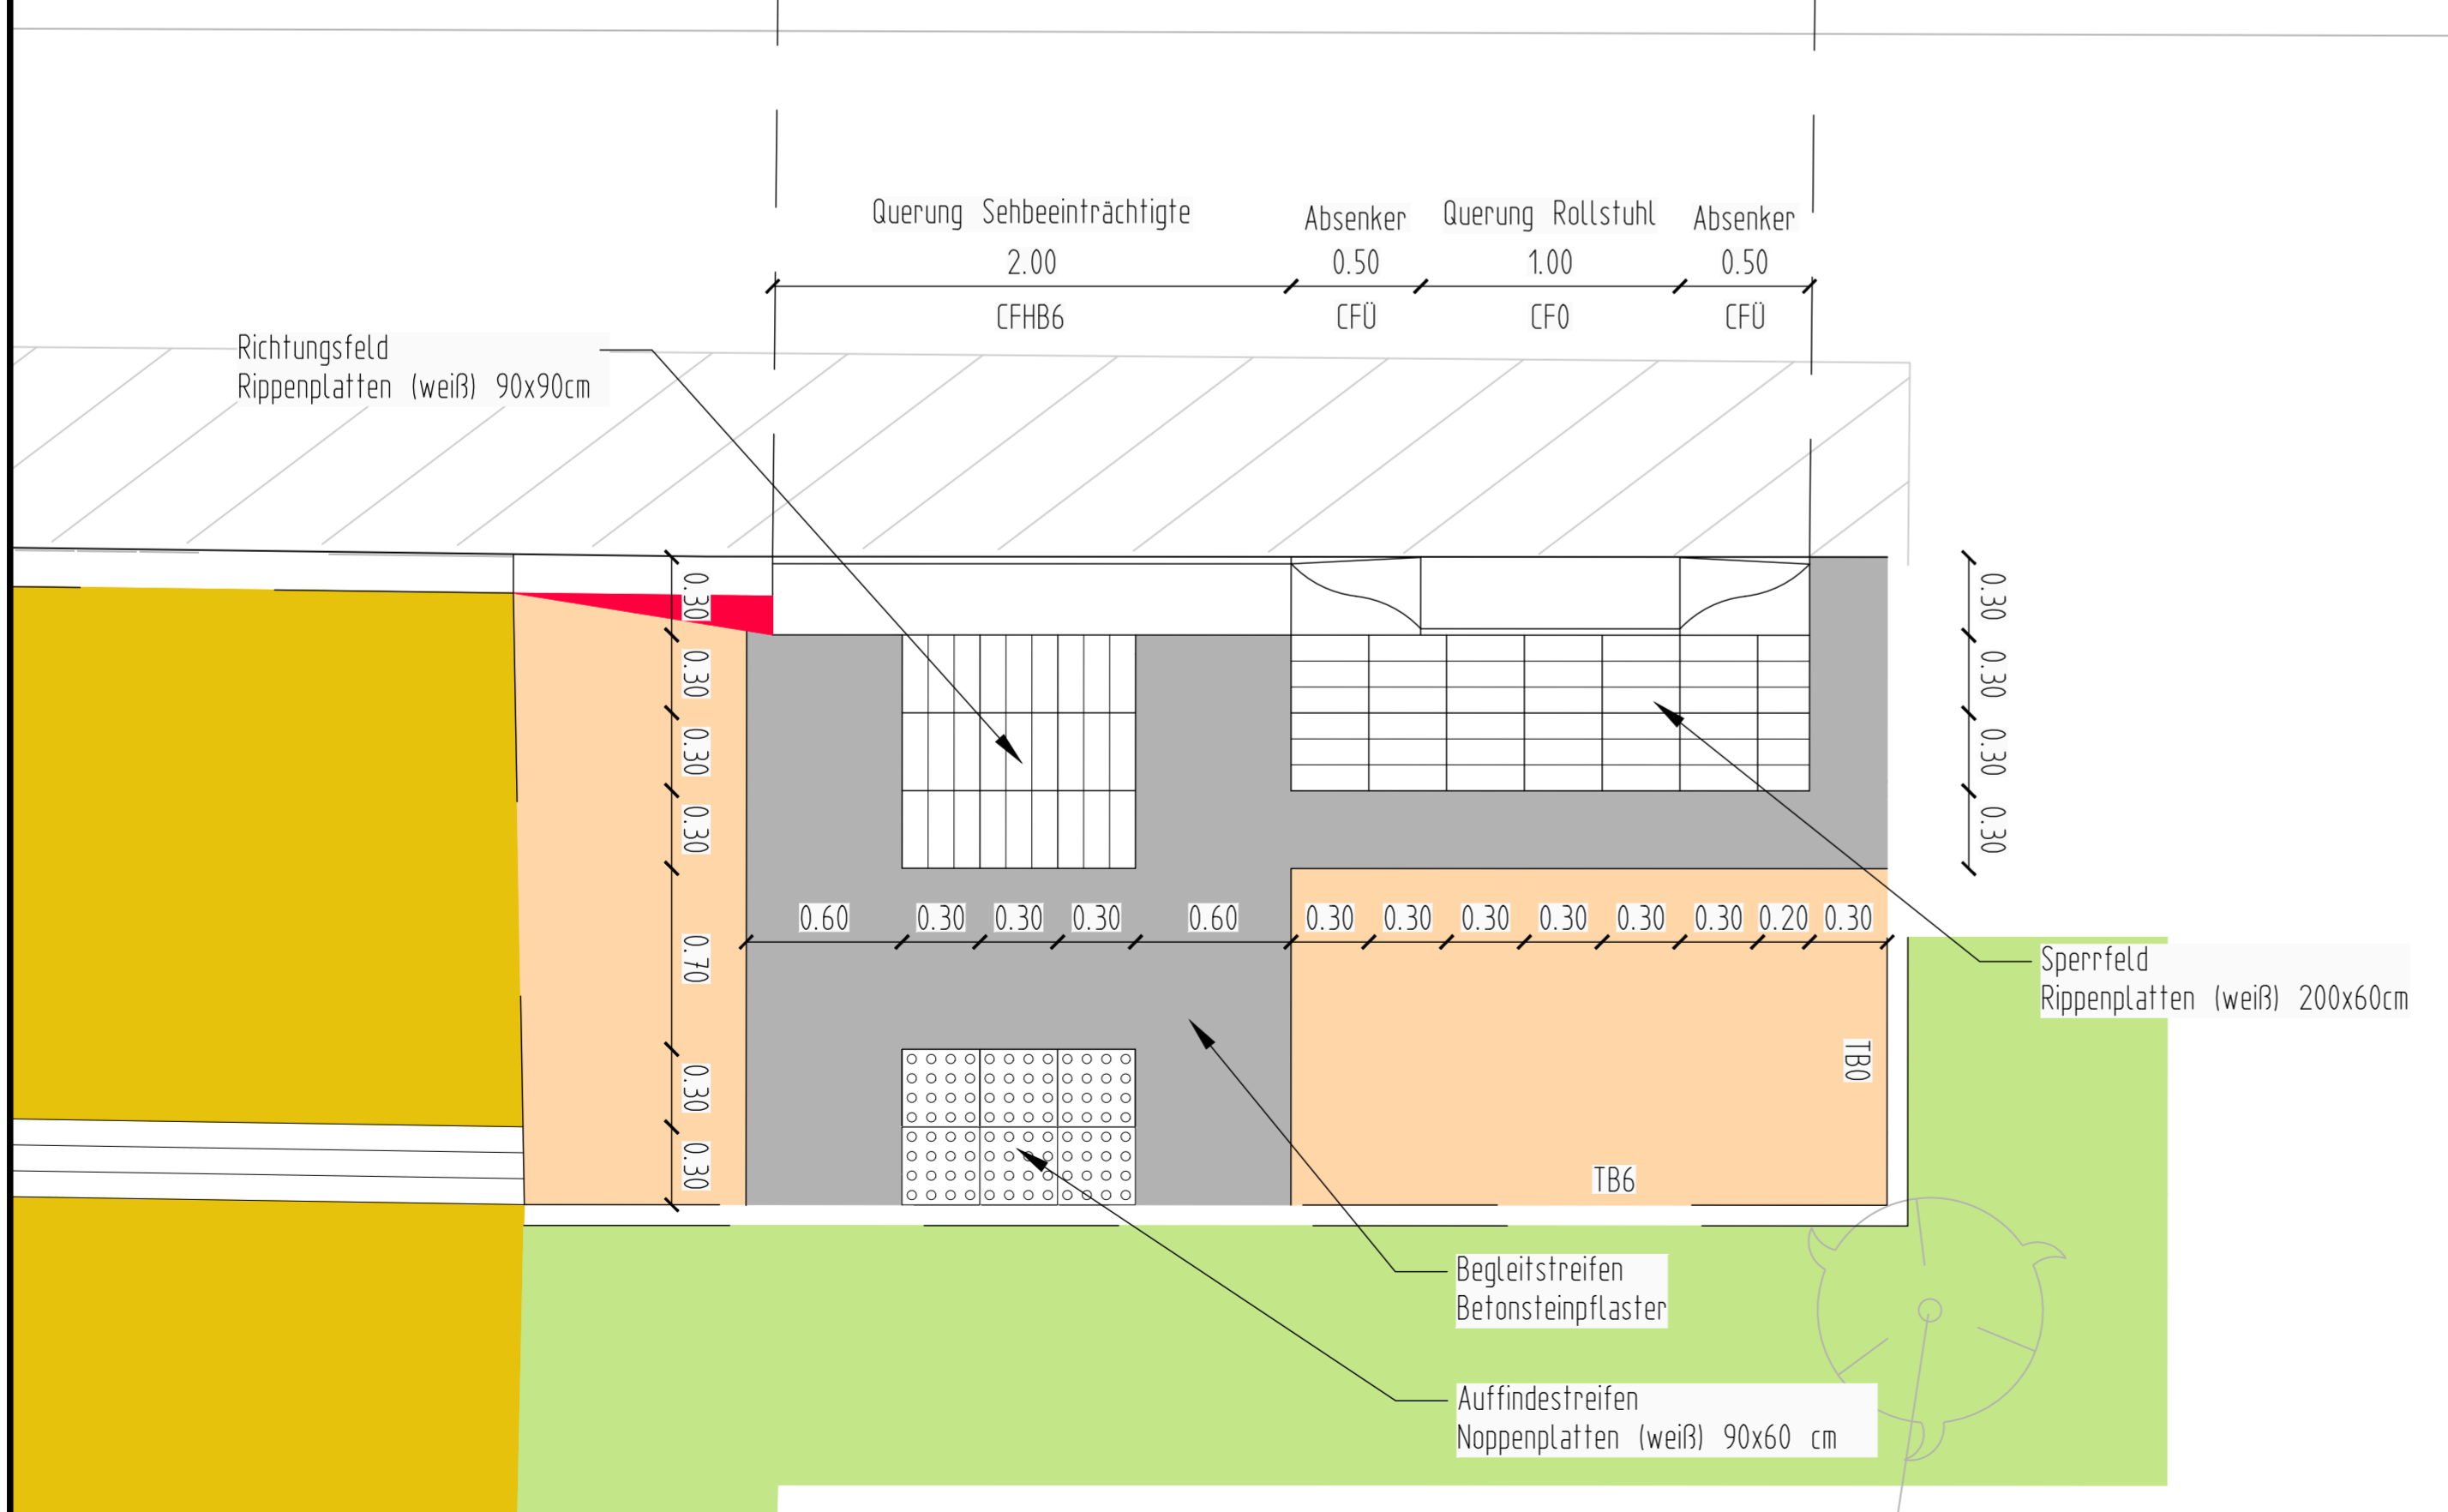 Querung Sehbeeinträchtigte
Absenker
Querung Rollstuhl
Absenker
2.00
0.50
1.00
0.50
CFHB6
CFÜ
CF0
CFÜ
Richtungsfeld
Rippenplatten (weiß) 90x90cm
0.30
0.30
0.30
0.30
0.70
0.30
0.30
0.30
0.30
0.30
0.30
0.60
0.30
0.30
0.30
0.60
0.30
0.30
0.30
0.30
0.30
0.30
0.20
0.30
Sperrfeld
Rippenplatten (weiß) 200x60cm
TB0
TB6
Begleitstreifen
Betonsteinpflaster
Auffindestreifen
Noppenplatten (weiß) 90x60 cm